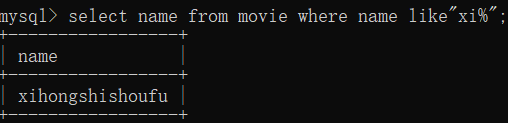 mysql> select name from movie where name like"xi%";
+----------------+
| name           |
+----------------+
| xihongshishoufu |
+----------------+